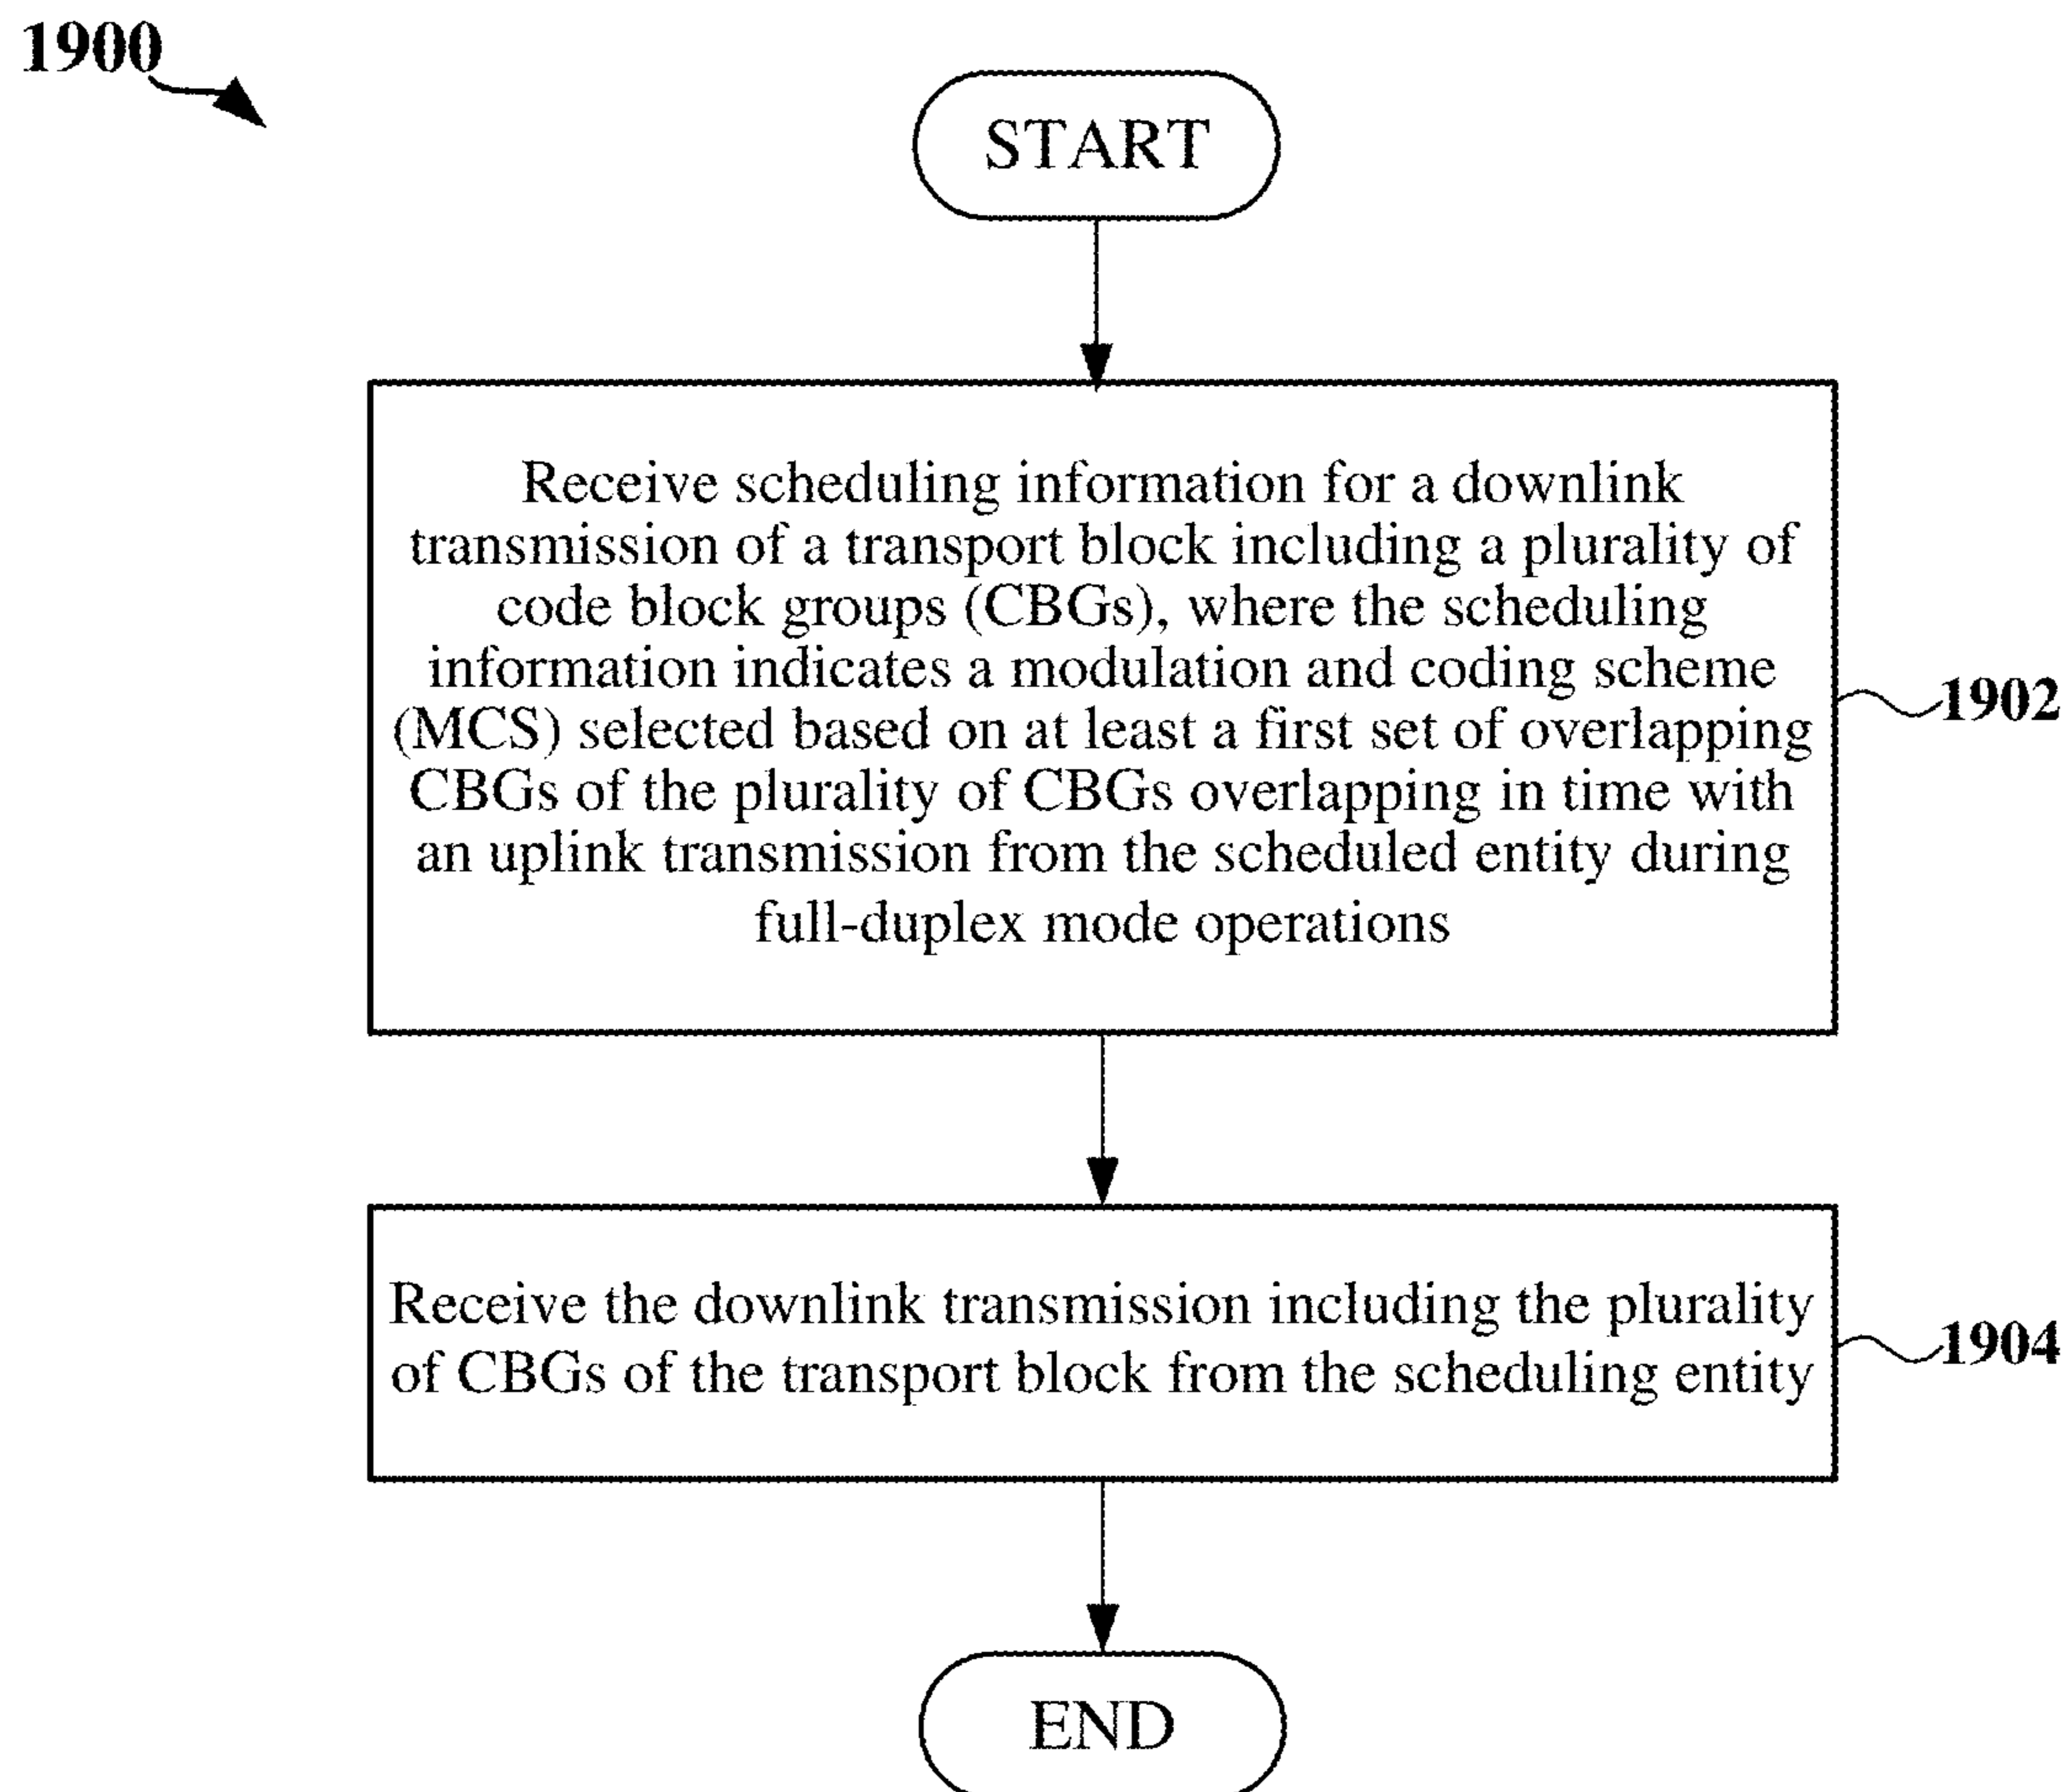 1900
START
Receive scheduling information for a downlink
transmission of a transport block including a plurality of
code block groups (CBGs), where the scheduling
information indicates a modulation and coding scheme
(MCS) selected based on at least a first set of overlapping
CBGs of the plurality of CBGs overlapping in time with
an uplink transmission from the scheduled entity during
full-duplex mode operations
1902
Receive the downlink transmission including the plurality
of CBGs of the transport block from the scheduling entity
1904
END